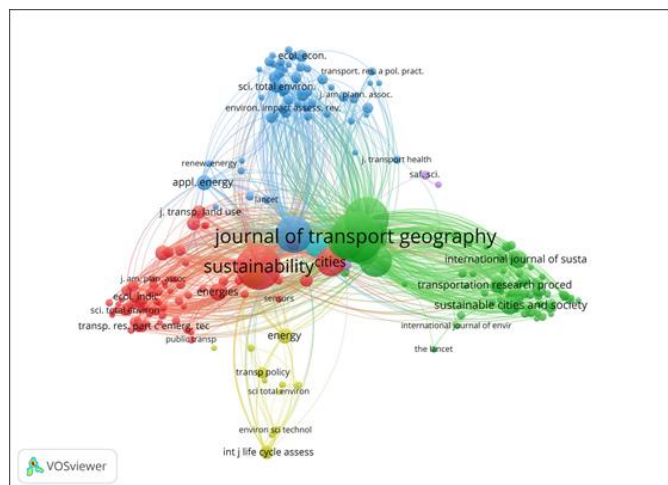 ecol. econ.
transport. res. a pol. pract.
sci. total environ.
j. am. plann. assoc.
environ. impact assess. rev.
j. transport health
renew. energy
saf. sci.
appl. energy
lancet
j. transp. land use
journal of transport geography
international journal of susta
sustainability
cities
j. am. plan. assoc
transportation research proced
ecol. indic
energies
sensors
sustainable cities and society
sci. total environ
transp. res. part c emerg. tec
international journal of envir
public transp
energy
the lancet
transp policy
sci total environ
environ sci technol
int j life cycle assess
VOSviewer